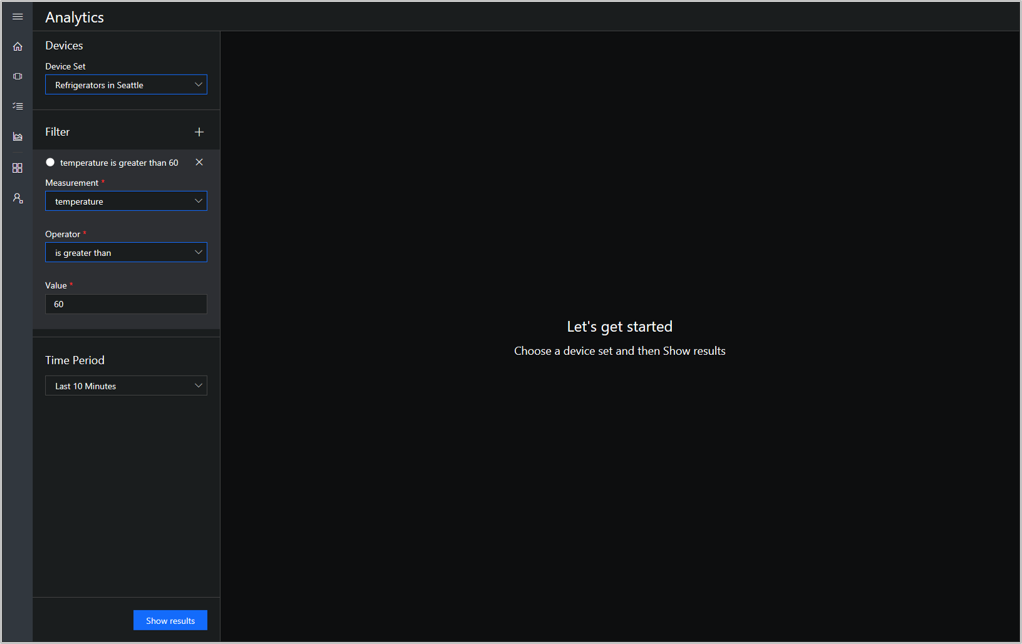 Analytics
Devices
Device Set
Refrigerators in Seattle
Filter
temperature is greater than 60
Measurement *
temperature
Operator *
is greater than
Value *
60
Time Period
Last 10 Minutes
Show results
Let's get started
Choose a device set and then Show results